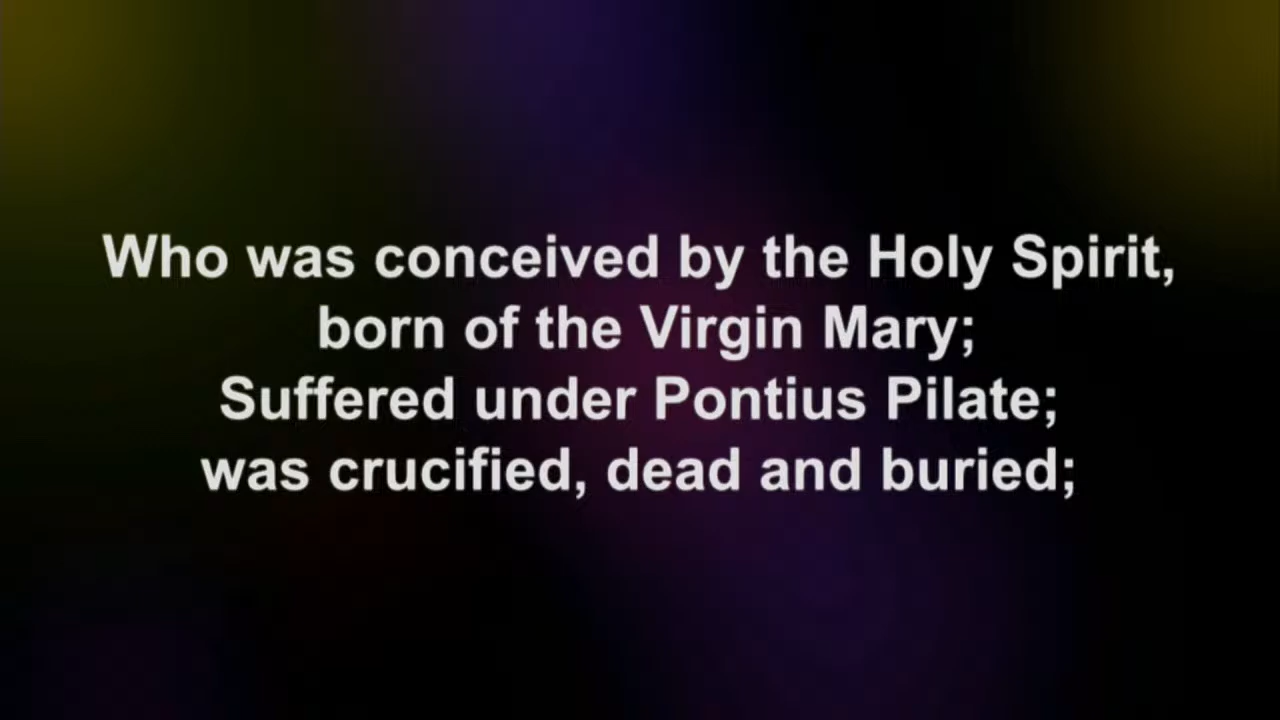 Who was conceived by the Holy Spirit,
born of the Virgin Mary;
Suffered under Pontius Pilate;
was crucified, dead and buried;